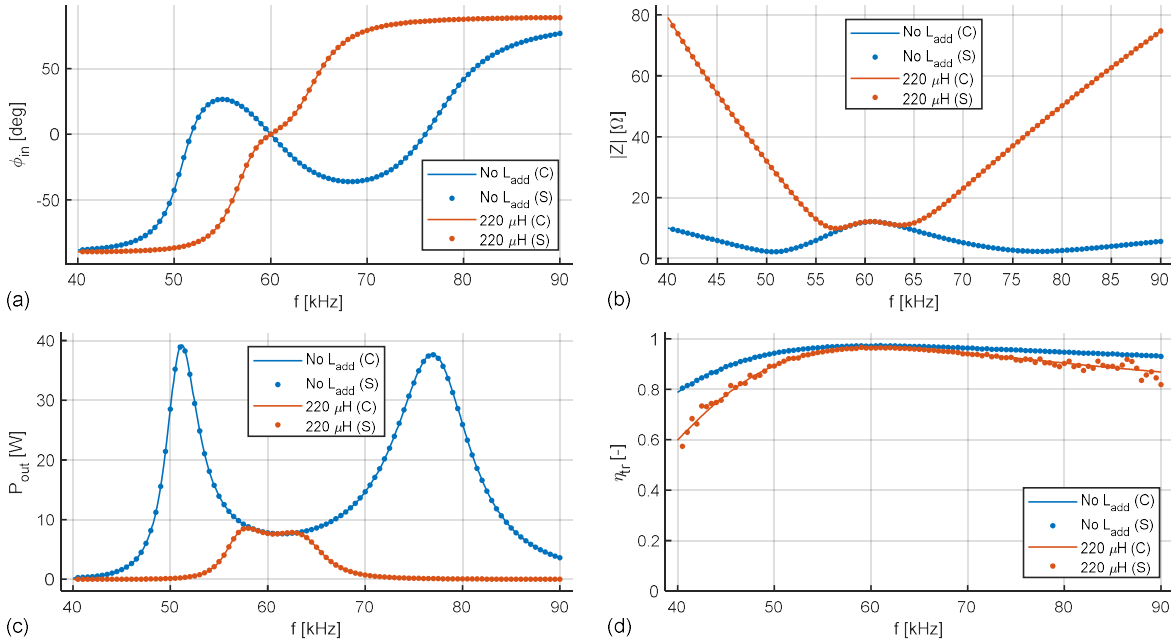 50
0
-50
40
50
60
70
80
90
ϕin [deg]
f [kHz]
No Ladd (C)
No Ladd (S)
220 μH (C)
220 μH (S)
(a)
80
60
40
20
0
40
45
50
55
60
65
70
75
80
85
90
|Z| [Ω]
f [kHz]
No Ladd (C)
No Ladd (S)
220 μH (C)
220 μH (S)
(b)
40
30
20
10
0
40
50
60
70
80
90
Pout [W]
f [kHz]
No Ladd (C)
No Ladd (S)
220 μH (C)
220 μH (S)
(c)
1
0.8
0.6
0.4
0.2
0
40
50
60
70
80
90
ηtr [-]
f [kHz]
No Ladd (C)
No Ladd (S)
220 μH (C)
220 μH (S)
(d)